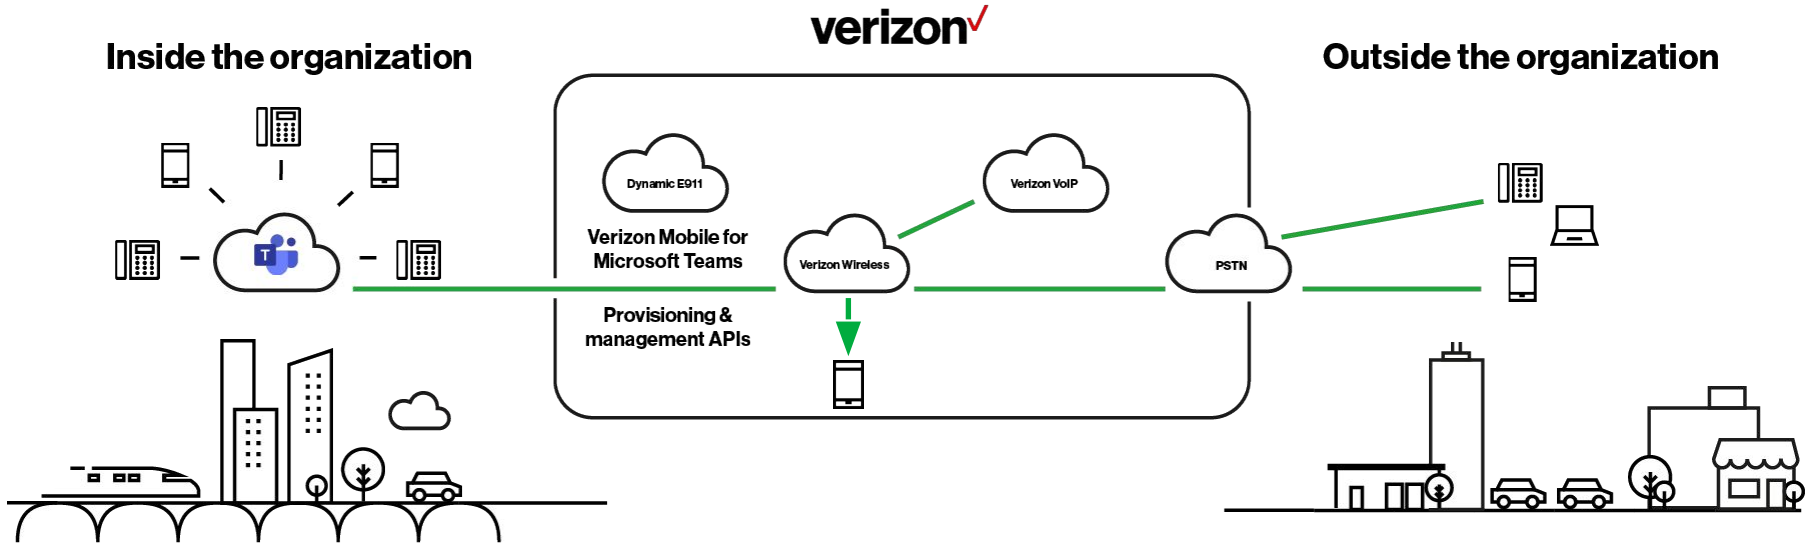 verizon
Inside the organization
Outside the organization
Dynamic E911
Verizon VoIP
Verizon Mobile for
Microsoft Teams
Verizon Wireless
PSTN
T
Provisioning &
management APIs